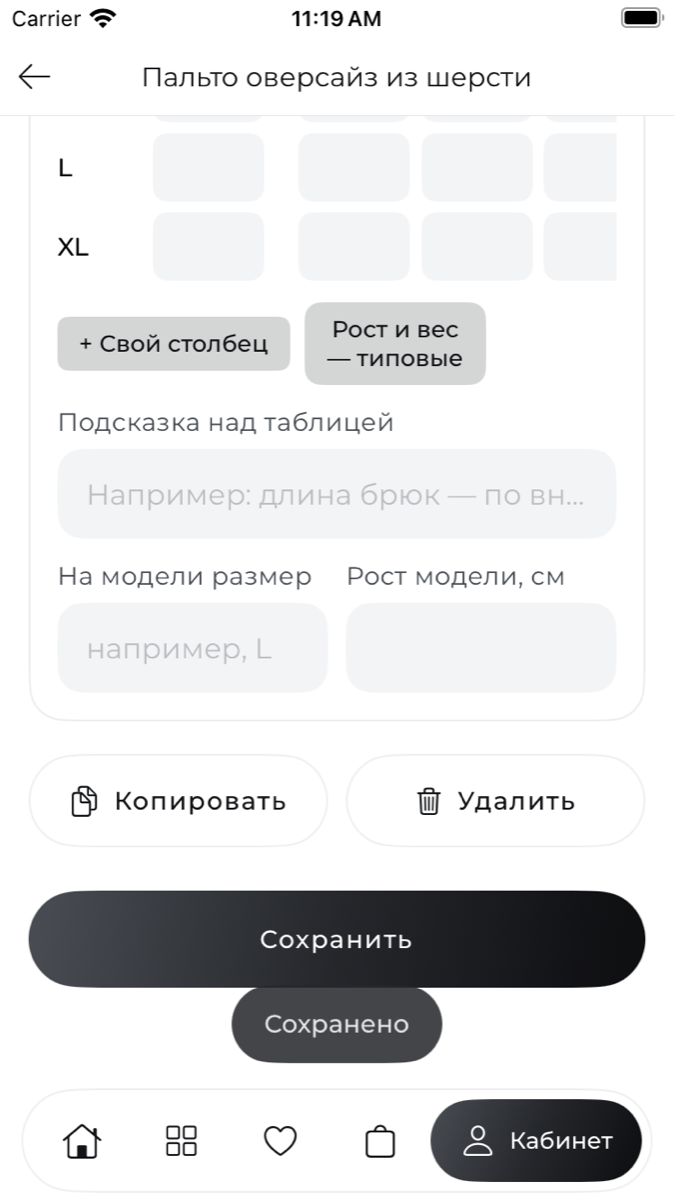 Carrier 11:19 AM
Пальто оверсайз из шерсти
L
XL
+ Свой столбец
Рост и вес
— типовые
Подсказка над таблицей
Например: длина брюк — по вн...
На модели размер Рост модели, см
например, L
Копировать Удалить
Сохранить
Сохранено
Кабинет